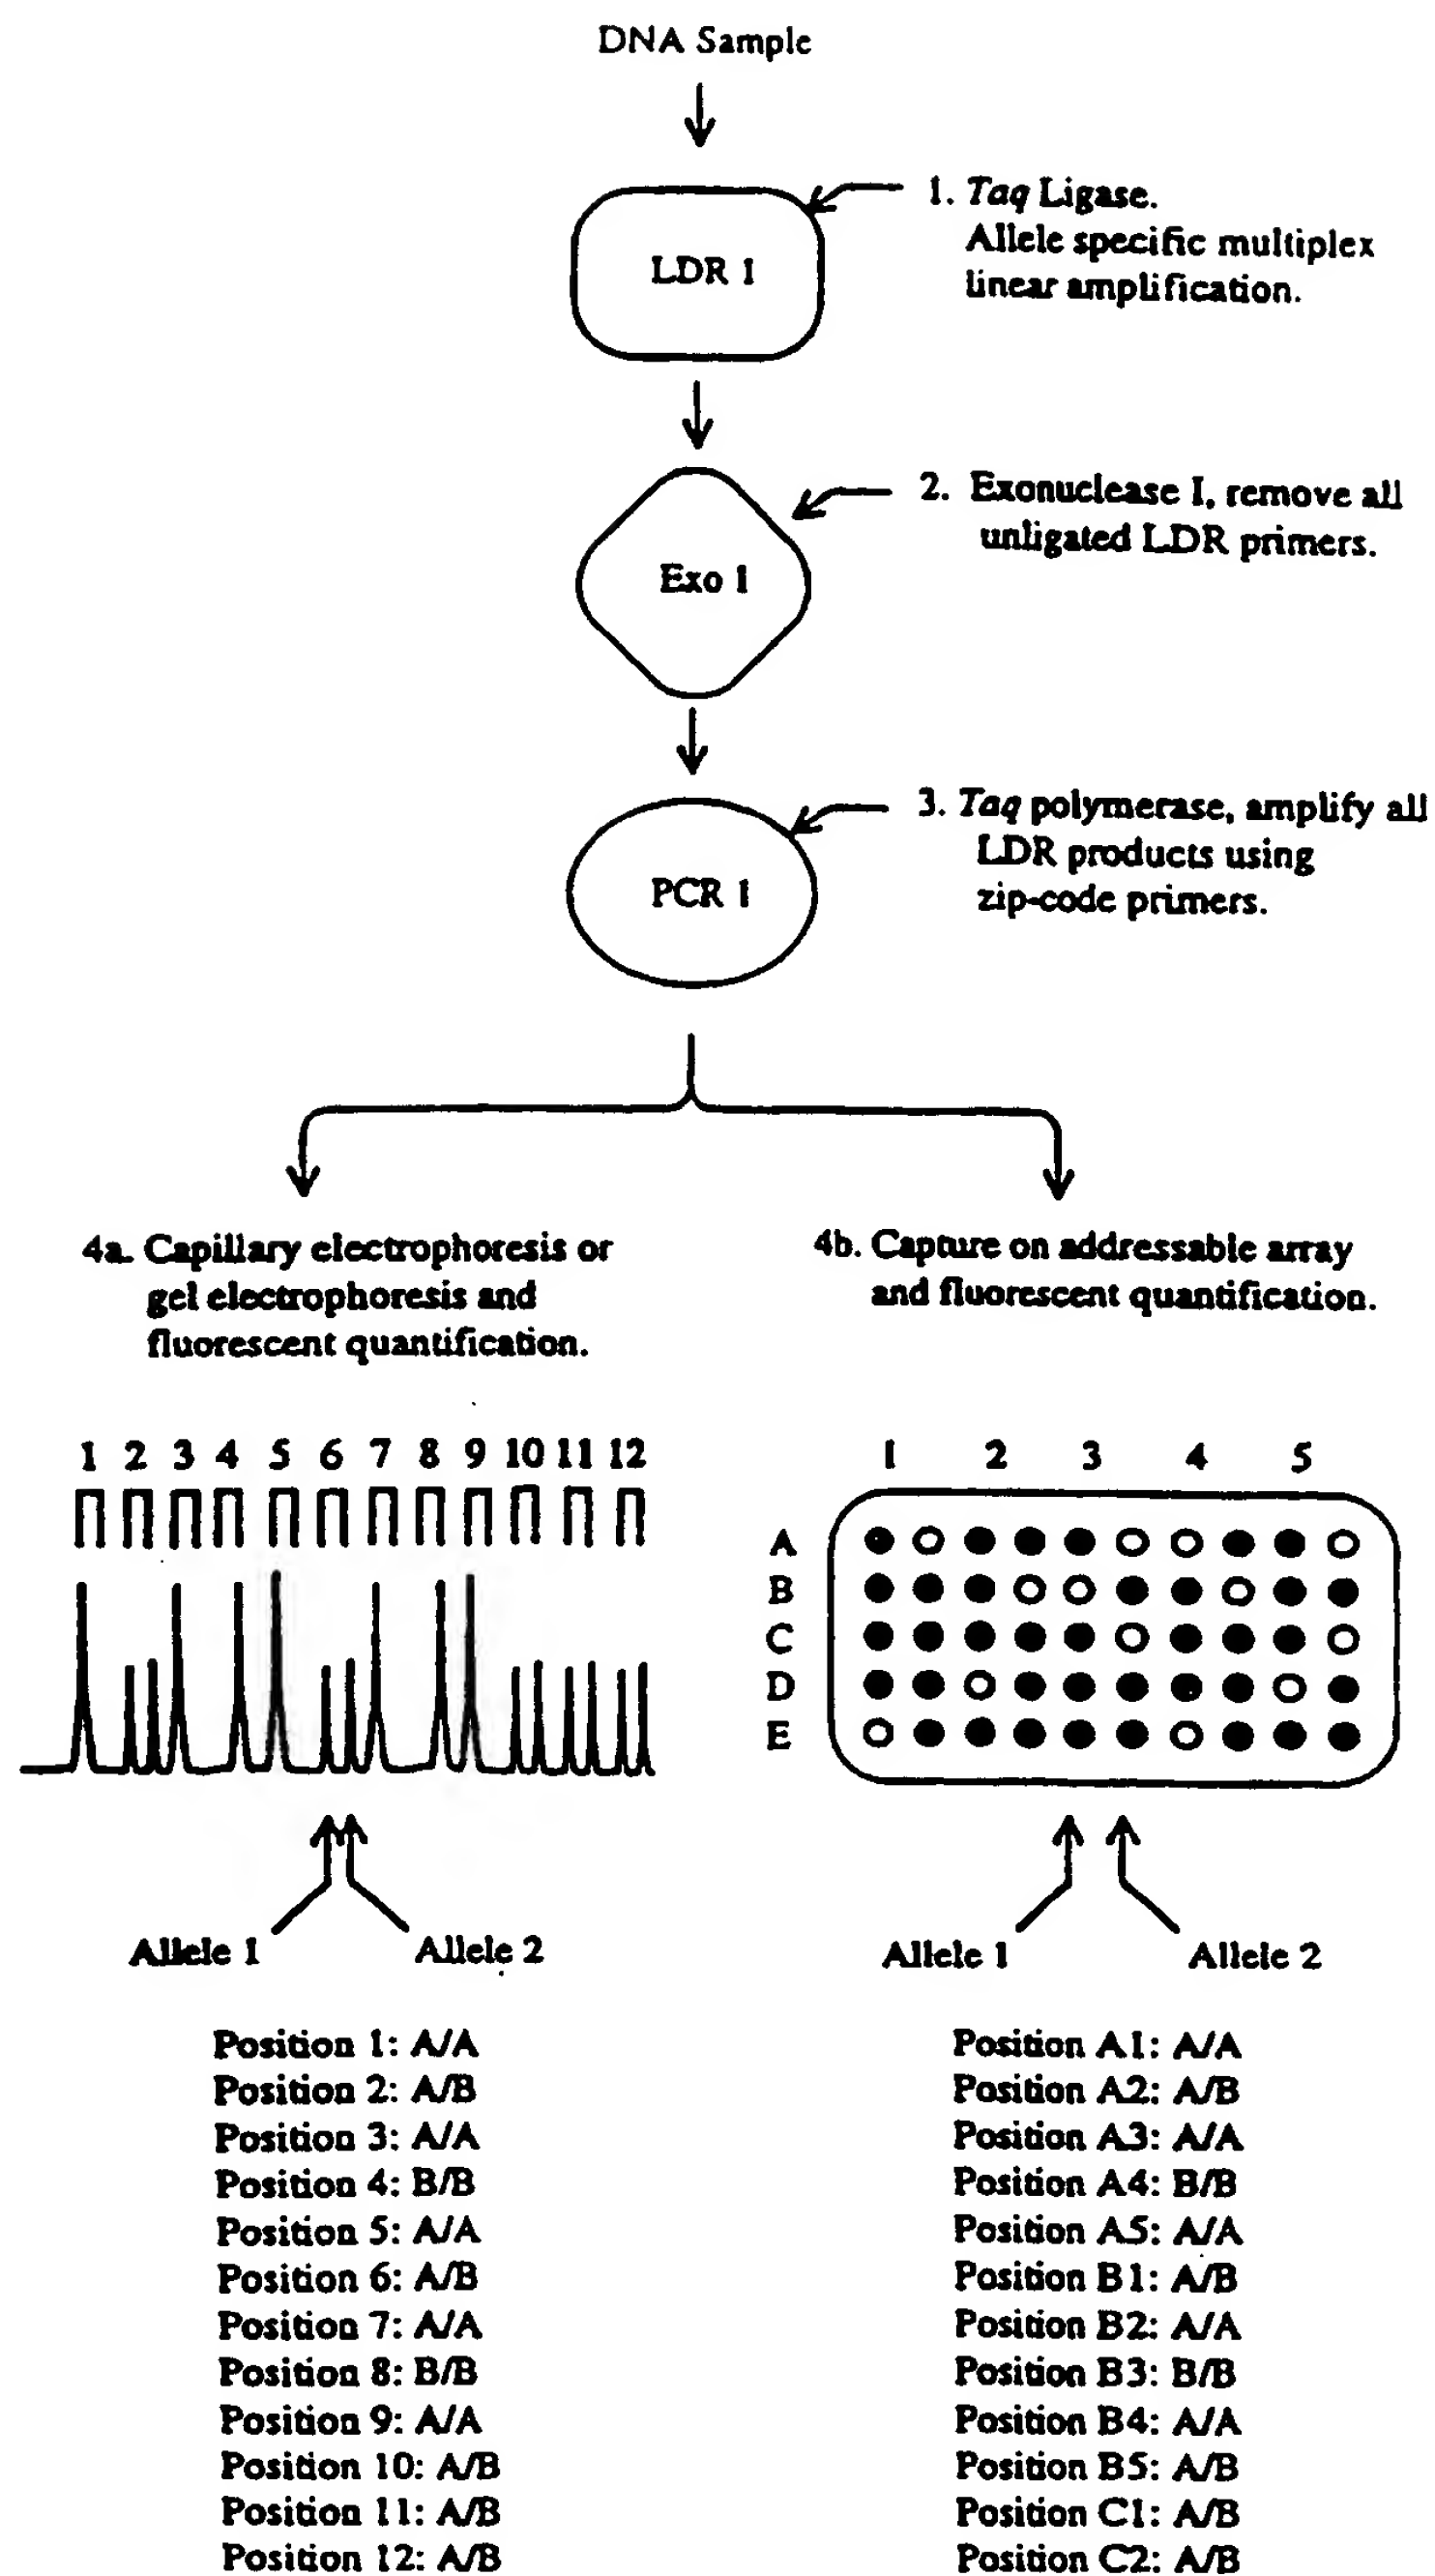 DNA Sample
LDR 1
1. Taq Ligase.
Allele specific multiplex
linear amplification.
Exo 1
2. Exonuclease I, remove all
unligated LDR primers.
PCR 1
3. Taq polymerase, amplify all
LDR products using
zip-code primers.
4a. Capillary electrophoresis or
gel electrophoresis and
fluorescent quantification.
1 2 3 4 5 6 7 8 9 10 11 12
Allele 1
Allele 2
Position 1: A/A
Position 2: A/B
Position 3: A/A
Position 4: B/B
Position 5: A/A
Position 6: A/B
Position 7: A/A
Position 8: B/B
Position 9: A/A
Position 10: A/B
Position 11: A/B
Position 12: A/B
4b. Capture on addressable array
and fluorescent quantification.
1 2 3 4 5
A
B
C
D
E
Allele 1
Allele 2
Position A1: A/A
Position A2: A/B
Position A3: A/A
Position A4: B/B
Position A5: A/A
Position B1: A/B
Position B2: A/A
Position B3: B/B
Position B4: A/A
Position B5: A/B
Position C1: A/B
Position C2: A/B